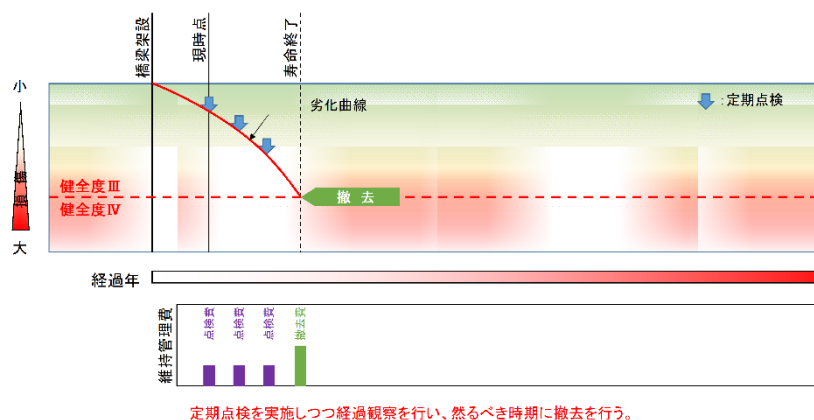 橋梁架設
現時点
寿命終了
小
損傷
大
劣化曲線
:定期点検
健全度Ⅲ
健全度Ⅳ
撤 去
経過年
維持管理費
点検費
点検費
点検費
撤去費
定期点検を実施しつつ経過観察を行い、然るべき時期に撤去を行う。